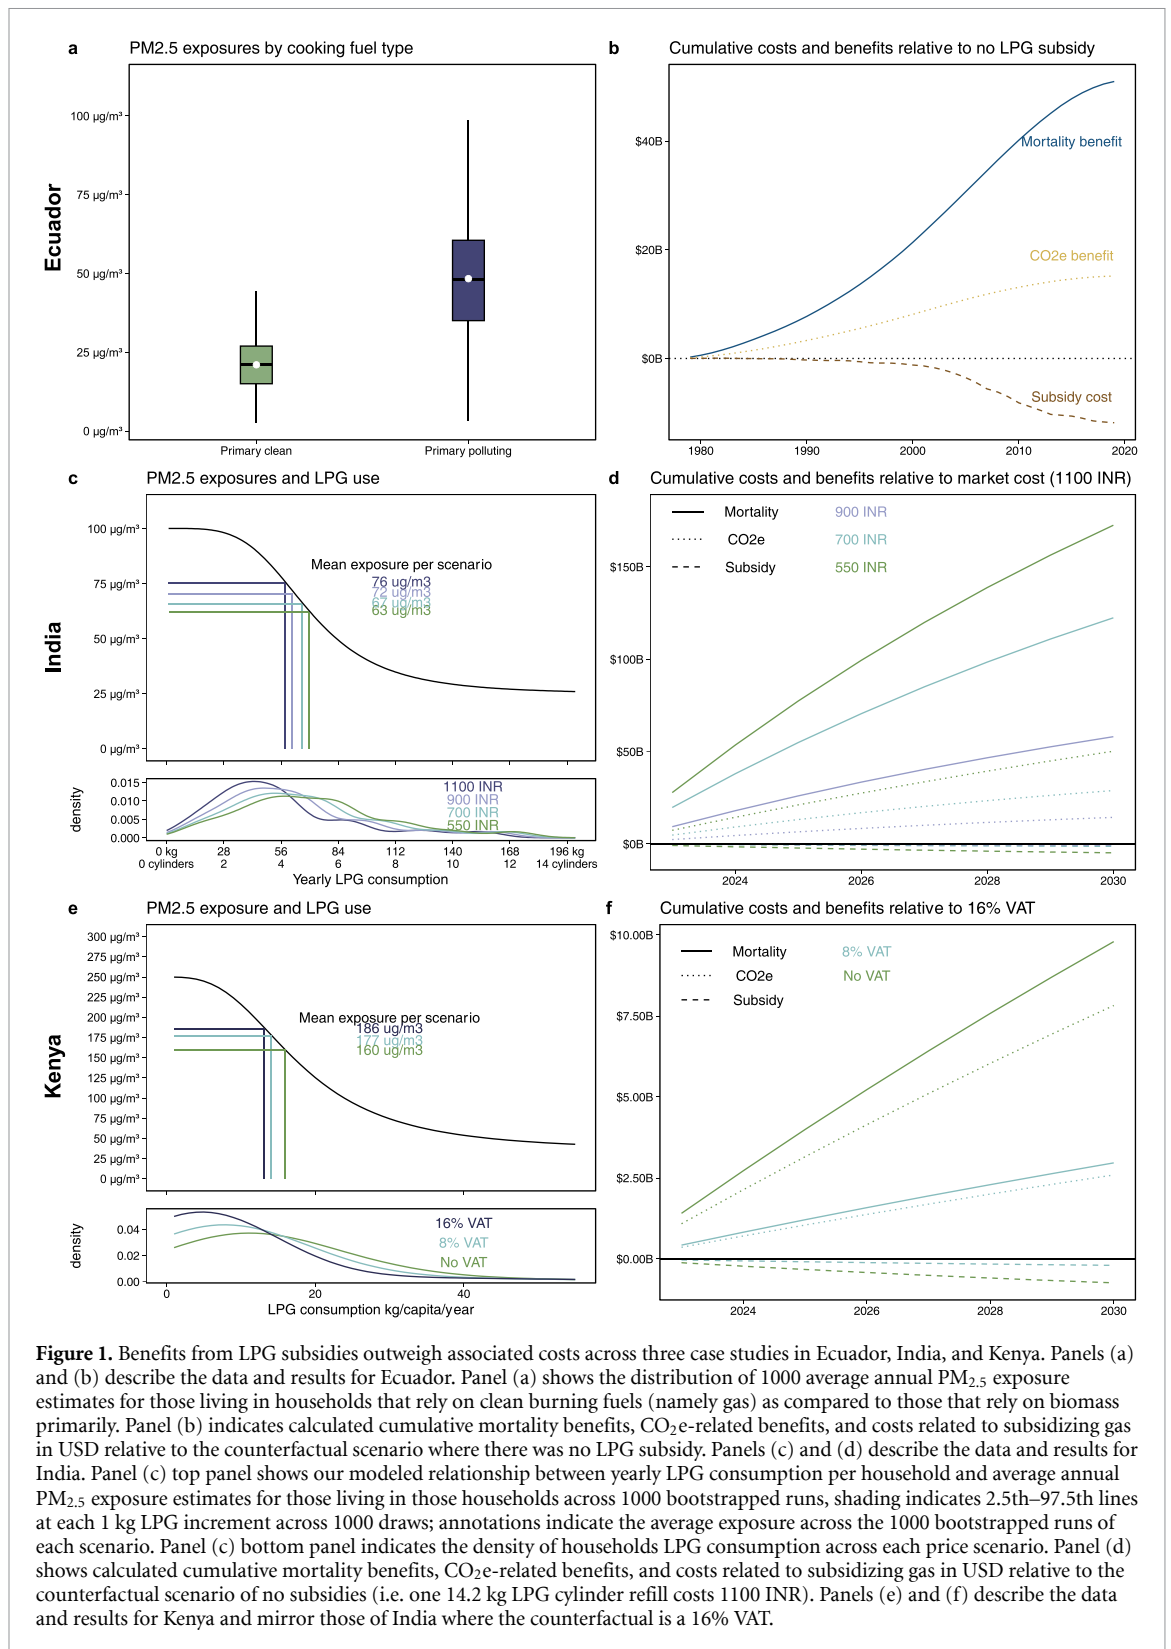 a PM2.5 exposures by cooking fuel type
Ecuador
100 µg/m³
75 µg/m³
50 µg/m³
25 µg/m³
0 µg/m³
Primary clean Primary polluting
b Cumulative costs and benefits relative to no LPG subsidy
$40B
$20B
$0B
Mortality benefit
CO2e benefit
Subsidy cost
1980 1990 2000 2010 2020
c PM2.5 exposures and LPG use
India
100 µg/m³
75 µg/m³
50 µg/m³
25 µg/m³
0 µg/m³
Mean exposure per scenario
76 ug/m3
72 ug/m3
67 ug/m3
63 ug/m3
density
0.015
0.010
0.005
0.000
1100 INR
900 INR
700 INR
550 INR
0 kg 28 56 84 112 140 168 196 kg
0 cylinders 2 4 6 8 10 12 14 cylinders
Yearly LPG consumption
d Cumulative costs and benefits relative to market cost (1100 INR)
Mortality 900 INR
CO2e 700 INR
Subsidy 550 INR
$150B
$100B
$50B
$0B
2024 2026 2028 2030
e PM2.5 exposure and LPG use
Kenya
300 µg/m³
275 µg/m³
250 µg/m³
225 µg/m³
200 µg/m³
175 µg/m³
150 µg/m³
125 µg/m³
100 µg/m³
75 µg/m³
50 µg/m³
25 µg/m³
0 µg/m³
Mean exposure per scenario
186 ug/m3
177 ug/m3
160 ug/m3
density
0.04
0.02
0.00
16% VAT
8% VAT
No VAT
0 20 40
LPG consumption kg/capita/year
f Cumulative costs and benefits relative to 16% VAT
$10.00B
$7.50B
$5.00B
$2.50B
$0.00B
Mortality 8% VAT
CO2e No VAT
Subsidy
2024 2026 2028 2030
Figure 1. Benefits from LPG subsidies outweigh associated costs across three case studies in Ecuador, India, and Kenya. Panels (a)
and (b) describe the data and results for Ecuador. Panel (a) shows the distribution of 1000 average annual PM2.5 exposure
estimates for those living in households that rely on clean burning fuels (namely gas) as compared to those that rely on biomass
primarily. Panel (b) indicates calculated cumulative mortality benefits, CO2e-related benefits, and costs related to subsidizing gas
in USD relative to the counterfactual scenario where there was no LPG subsidy. Panels (c) and (d) describe the data and results for
India. Panel (c) top panel shows our modeled relationship between yearly LPG consumption per household and average annual
PM2.5 exposure estimates for those living in those households across 1000 bootstrapped runs, shading indicates 2.5th–97.5th lines
at each 1 kg LPG increment across 1000 draws; annotations indicate the average exposure across the 1000 bootstrapped runs of
each scenario. Panel (c) bottom panel indicates the density of households LPG consumption across each price scenario. Panel (d)
shows calculated cumulative mortality benefits, CO2e-related benefits, and costs related to subsidizing gas in USD relative to the
counterfactual scenario of no subsidies (i.e. one 14.2 kg LPG cylinder refill costs 1100 INR). Panels (e) and (f) describe the data
and results for Kenya and mirror those of India where the counterfactual is a 16% VAT.